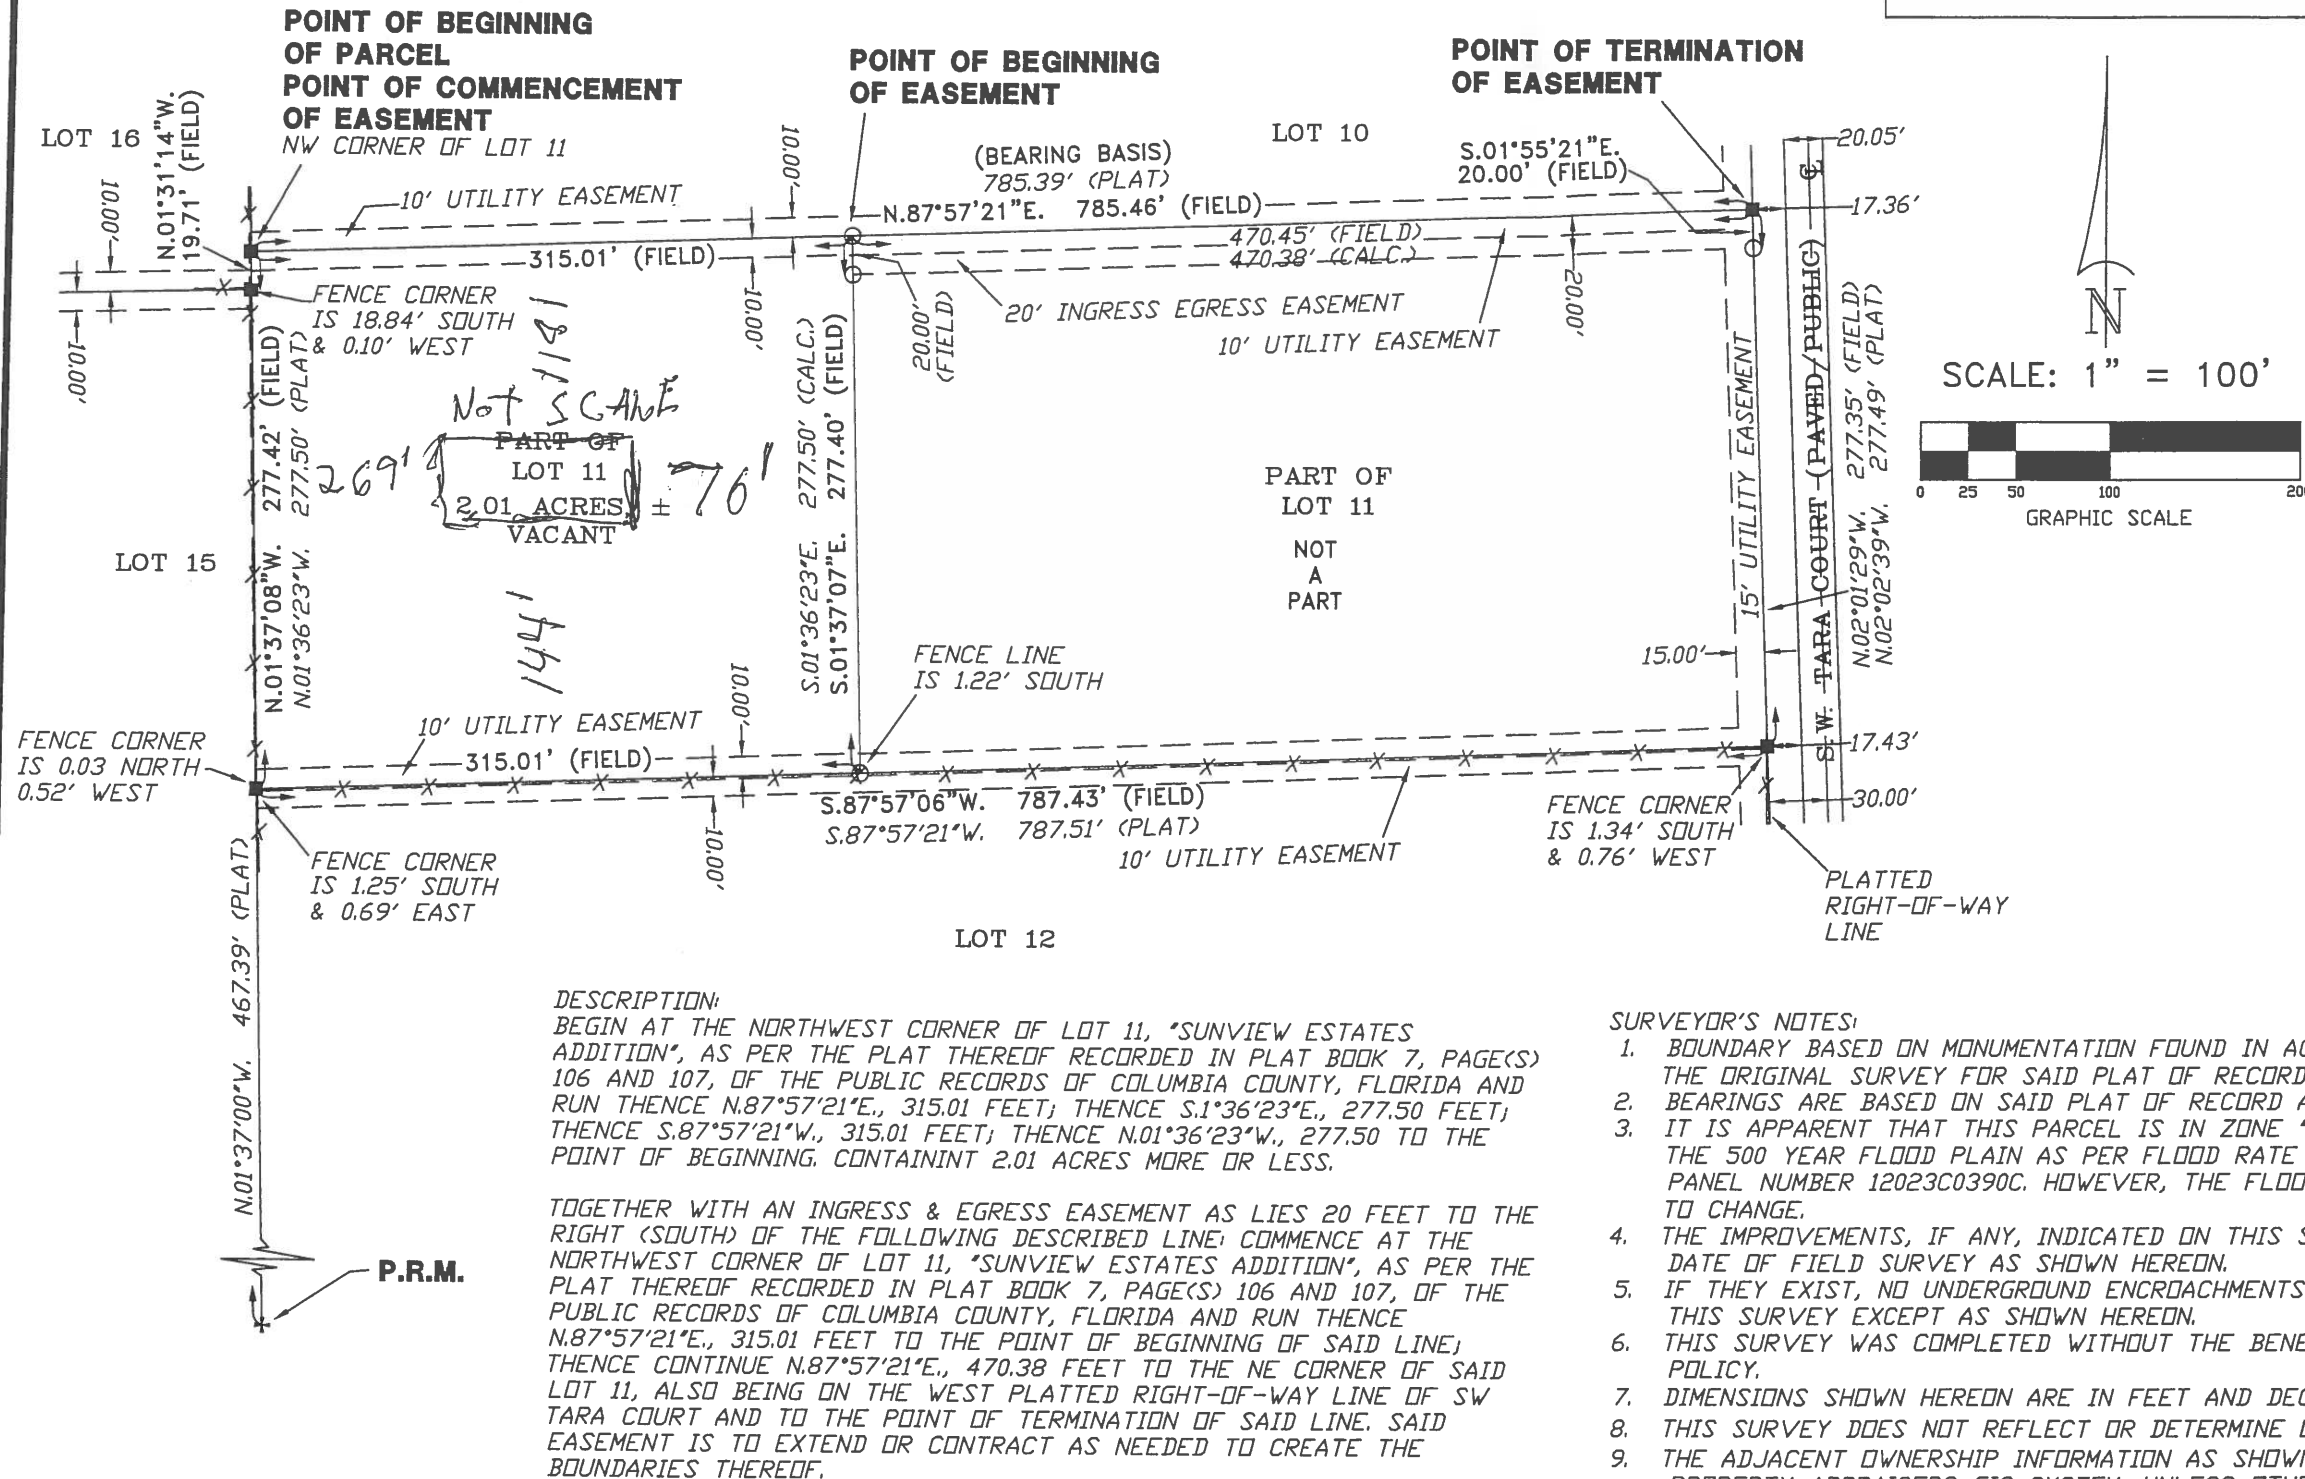 POINT OF BEGINNING
OF PARCEL
POINT OF COMMENCEMENT
OF EASEMENT
NW CORNER OF LOT 11
POINT OF BEGINNING
OF EASEMENT
POINT OF TERMINATION
OF EASEMENT
LOT 16
N.01°31'14"W.
19.71' (FIELD)
10.00'
10.00'
10' UTILITY EASEMENT
10.00'
(BEARING BASIS)
785.39' (PLAT)
N.87°57'21"E. 785.46' (FIELD)
LOT 10
S.01°55'21"E.
20.00' (FIELD)
20.05'
℄
17.36'
315.01' (FIELD)
10.00'
470.45' (FIELD)
470.38' (CALC.)
20.00'
(FIELD)
20' INGRESS EGRESS EASEMENT
10' UTILITY EASEMENT
20.00'
FENCE CORNER
IS 18.84' SOUTH
& 0.10' WEST
N.01°37'08"W. 277.42' (FIELD)
N.01°36'23"W. 277.50' (PLAT)
Not SCALE
269'
76'
144'
PART OF
LOT 11
2.01 ACRES ±
VACANT
S.01°36'23"E. 277.50' (CALC.)
S.01°37'07"E. 277.40' (FIELD)
PART OF
LOT 11
NOT
A
PART
15' UTILITY EASEMENT
S.W. TARA COURT (PAVED/PUBLIC)
N.02°01'29"W. 277.35' (FIELD)
N.02°02'39"W. 277.49' (PLAT)
N
SCALE: 1" = 100'
0 25 50 100 200
GRAPHIC SCALE
LOT 15
FENCE LINE
IS 1.22' SOUTH
15.00'
FENCE CORNER
IS 0.03 NORTH
0.52' WEST
10' UTILITY EASEMENT
315.01' (FIELD)
10.00'
10.00'
S.87°57'06"W. 787.43' (FIELD)
S.87°57'21"W. 787.51' (PLAT)
10' UTILITY EASEMENT
17.43'
30.00'
FENCE CORNER
IS 1.34' SOUTH
& 0.76' WEST
PLATTED
RIGHT-OF-WAY
LINE
FENCE CORNER
IS 1.25' SOUTH
& 0.69' EAST
LOT 12
N.01°37'00"W. 467.39' (PLAT)
P.R.M.
DESCRIPTION:
BEGIN AT THE NORTHWEST CORNER OF LOT 11, "SUNVIEW ESTATES
ADDITION", AS PER THE PLAT THEREOF RECORDED IN PLAT BOOK 7, PAGE(S)
106 AND 107, OF THE PUBLIC RECORDS OF COLUMBIA COUNTY, FLORIDA AND
RUN THENCE N.87°57'21"E., 315.01 FEET; THENCE S.1°36'23"E., 277.50 FEET;
THENCE S.87°57'21"W., 315.01 FEET; THENCE N.01°36'23"W., 277.50 TO THE
POINT OF BEGINNING. CONTAININT 2.01 ACRES MORE OR LESS.
TOGETHER WITH AN INGRESS & EGRESS EASEMENT AS LIES 20 FEET TO THE
RIGHT (SOUTH) OF THE FOLLOWING DESCRIBED LINE: COMMENCE AT THE
NORTHWEST CORNER OF LOT 11, "SUNVIEW ESTATES ADDITION", AS PER THE
PLAT THEREOF RECORDED IN PLAT BOOK 7, PAGE(S) 106 AND 107, OF THE
PUBLIC RECORDS OF COLUMBIA COUNTY, FLORIDA AND RUN THENCE
N.87°57'21"E., 315.01 FEET TO THE POINT OF BEGINNING OF SAID LINE;
THENCE CONTINUE N.87°57'21"E., 470.38 FEET TO THE NE CORNER OF SAID
LOT 11, ALSO BEING ON THE WEST PLATTED RIGHT-OF-WAY LINE OF SW
TARA COURT AND TO THE POINT OF TERMINATION OF SAID LINE. SAID
EASEMENT IS TO EXTEND OR CONTRACT AS NEEDED TO CREATE THE
BOUNDARIES THEREOF.
SURVEYOR'S NOTES:
1. BOUNDARY BASED ON MONUMENTATION FOUND IN
THE ORIGINAL SURVEY FOR SAID PLAT OF RECORD
2. BEARINGS ARE BASED ON SAID PLAT OF RECORD
3. IT IS APPARENT THAT THIS PARCEL IS IN ZONE "
THE 500 YEAR FLOOD PLAIN AS PER FLOOD RATE
PANEL NUMBER 12023C0390C. HOWEVER, THE
TO CHANGE.
4. THE IMPROVEMENTS, IF ANY, INDICATED ON THIS
DATE OF FIELD SURVEY AS SHOWN HEREON.
5. IF THEY EXIST, NO UNDERGROUND ENCROACHMENTS
THIS SURVEY EXCEPT AS SHOWN HEREON.
6. THIS SURVEY WAS COMPLETED WITHOUT THE
POLICY.
7. DIMENSIONS SHOWN HEREON ARE IN FEET AND
8. THIS SURVEY DOES NOT REFLECT OR DETERMINE
9. THE ADJACENT OWNERSHIP INFORMATION AS SHOWN